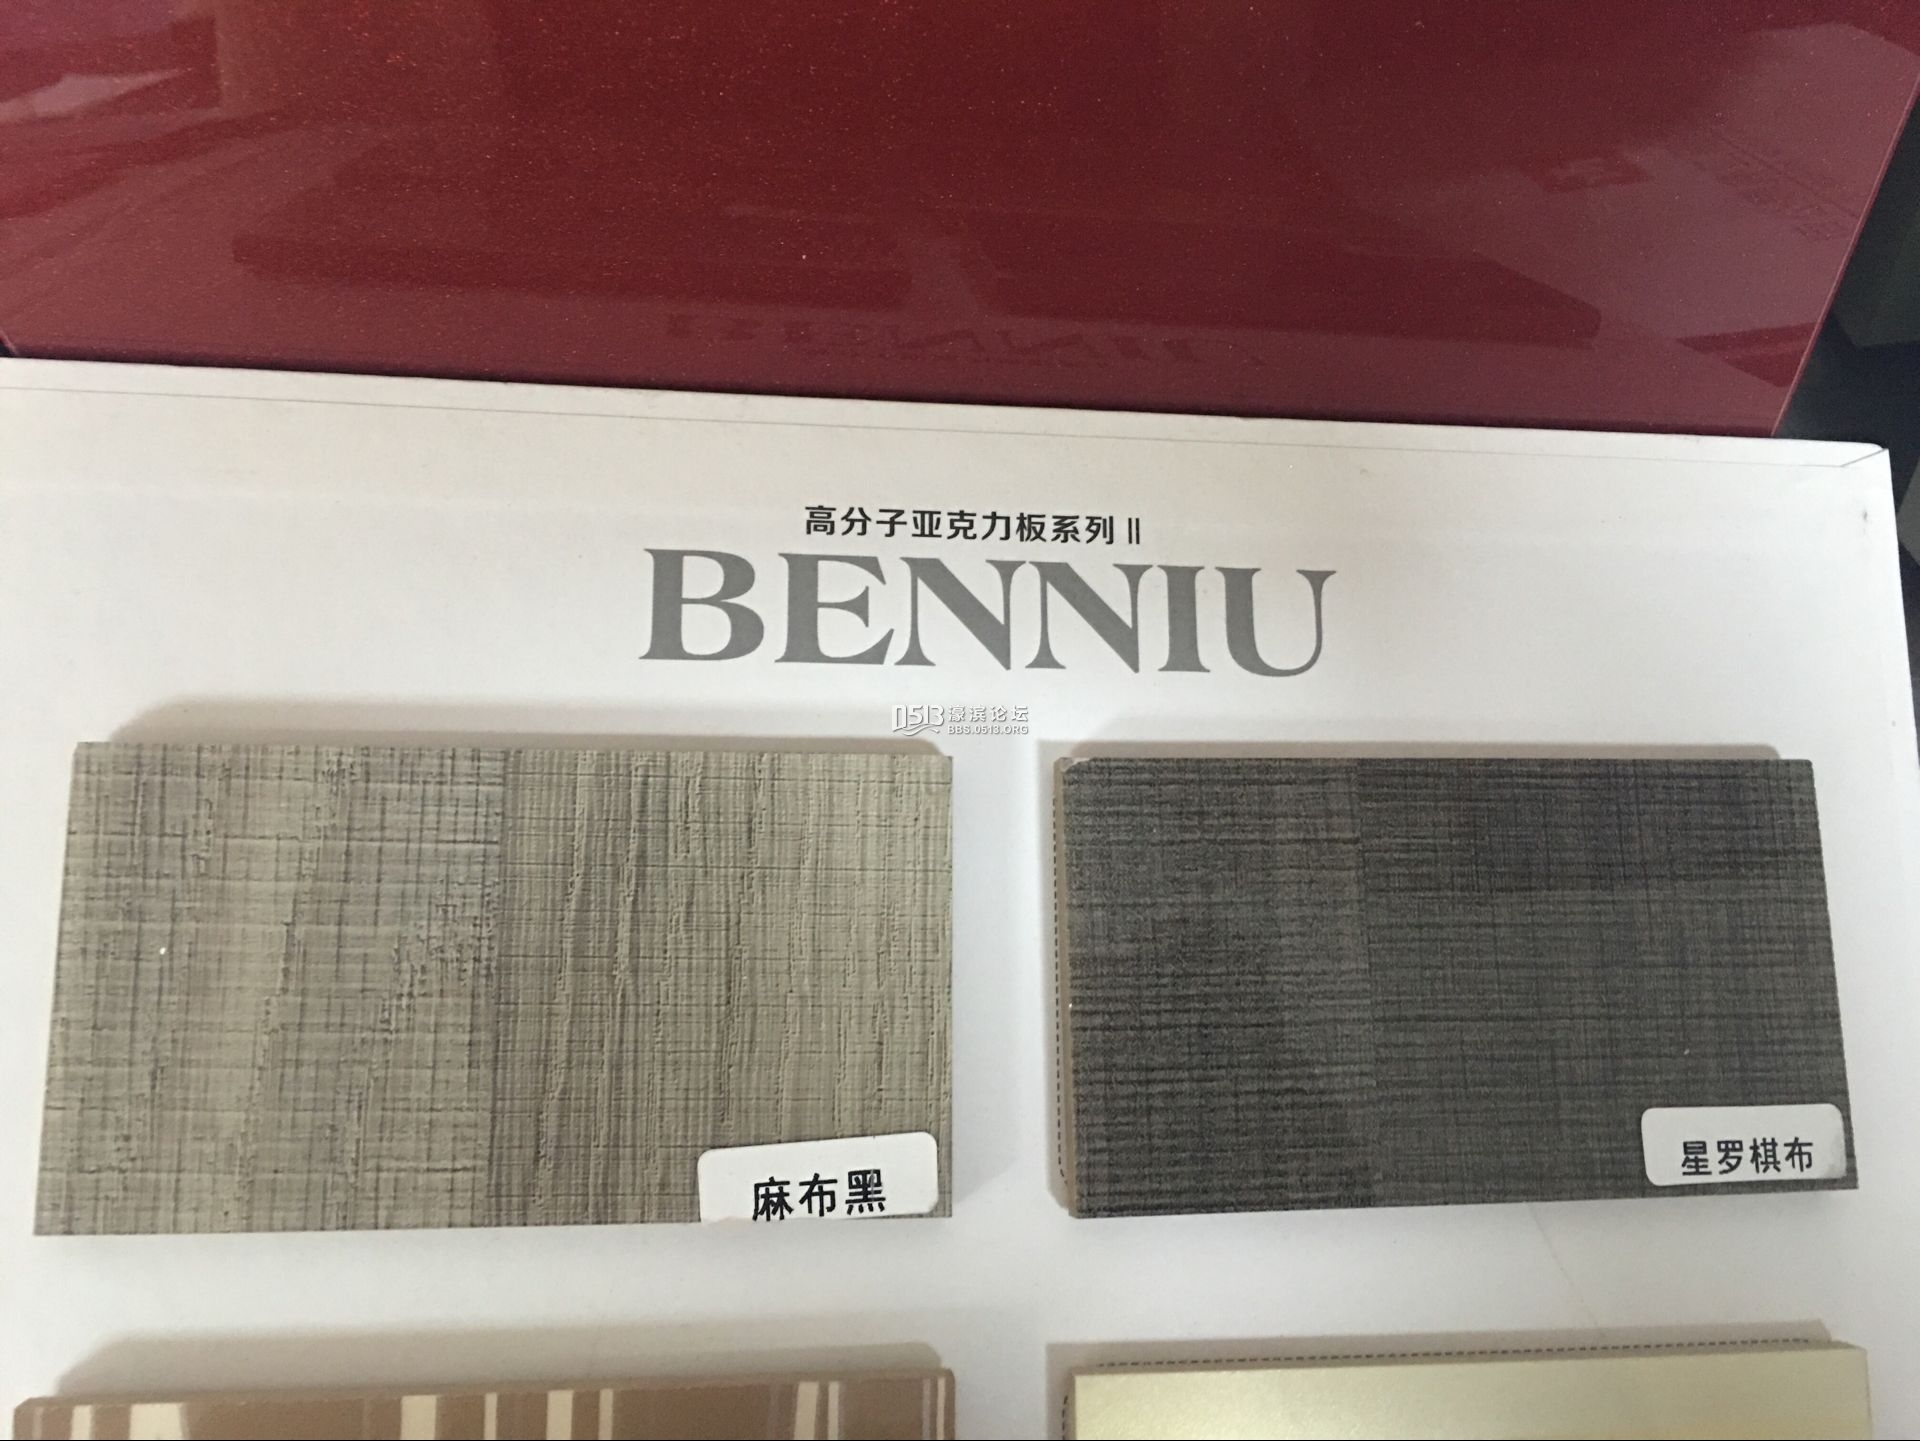 高分子亚克力板系列 II
BENNIU
0513 濠滨论坛
BBS.0513.ORG
麻布黑
星罗棋布